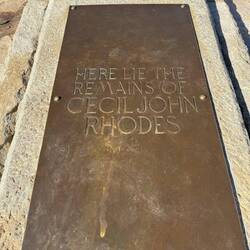 HERE LIE THE
REMAINS OF
CECIL JOHN
RHODES